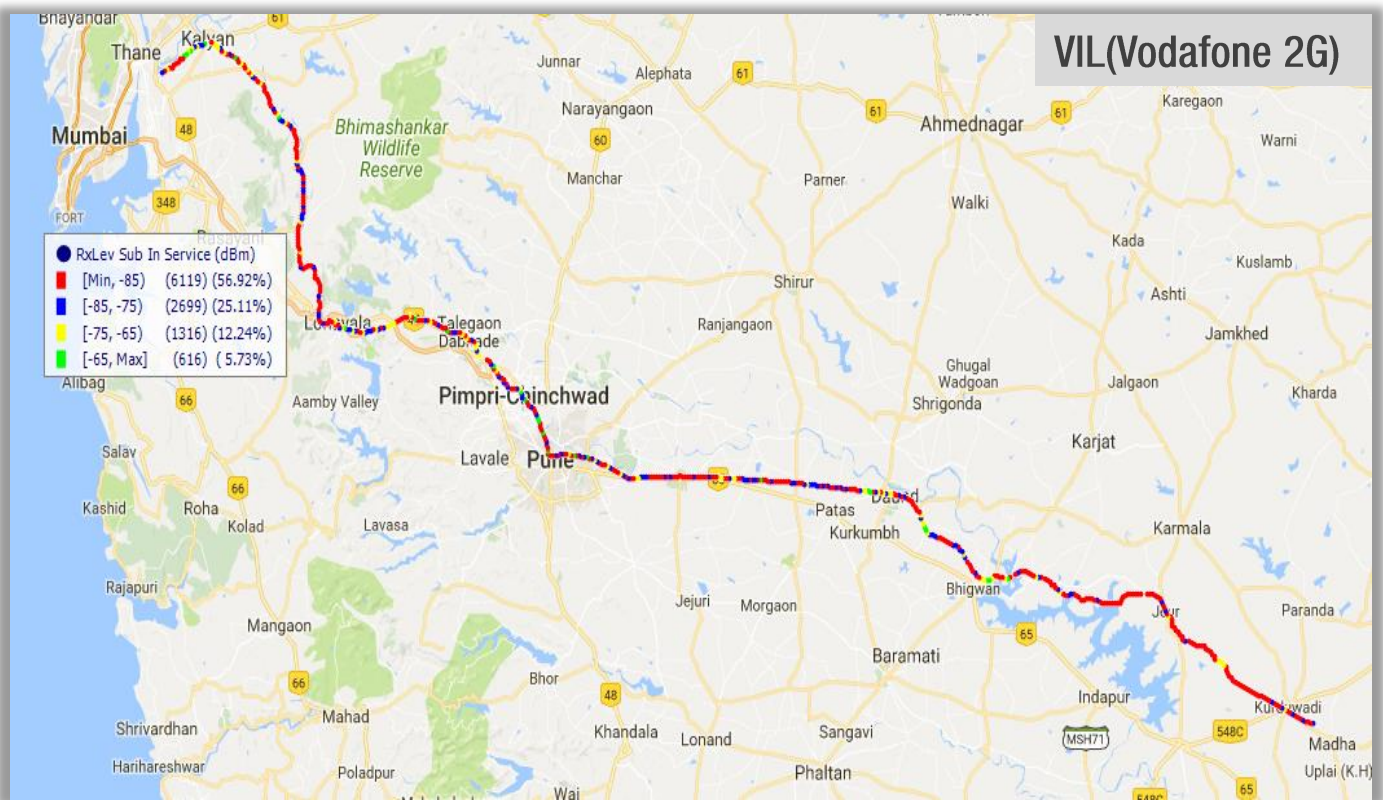 Bhayandar
61
VIL(Vodafone 2G)
Thane
Kalyan
Junnar
Alephata
61
Narayangaon
61
Ahmednagar
61
Karegaon
Mumbai
48
Bhimashankar
Wildlife
Reserve
60
Warni
Manchar
Parner
Walki
FORT
348
Rasayani
Kada
Kuslamb
RxLev Sub In Service (dBm)
[Min, -85) (6119) (56.92%)
[-85, -75) (2699) (25.11%)
[-75, -65) (1316) (12.24%)
[-65, Max] (616) ( 5.73%)
Shirur
Ashti
Lonavala
Talegaon
Dabhade
Ranjangaon
Jamkhed
Ghugal
Wadgoan
Alibag
66
Aamby Valley
Pimpri-Chinchwad
Shrigonda
Jalgaon
Kharda
Salav
Lavale
Pune
Karjat
66
Kashid
Roha
Kolad
Lavasa
Daund
Patas
Kurkumbh
Karmala
Rajapuri
Bhigwan
Jejuri
Morgaon
Jeur
Paranda
Mangaon
65
Baramati
66
Bhor
48
Indapur
Kurduwadi
Shrivardhan
Mahad
Khandala
Lonand
Sangavi
MSH71
548C
Madha
Harihareshwar
Poladpur
Phaltan
Uplai (K.H)
Wai
548C
65